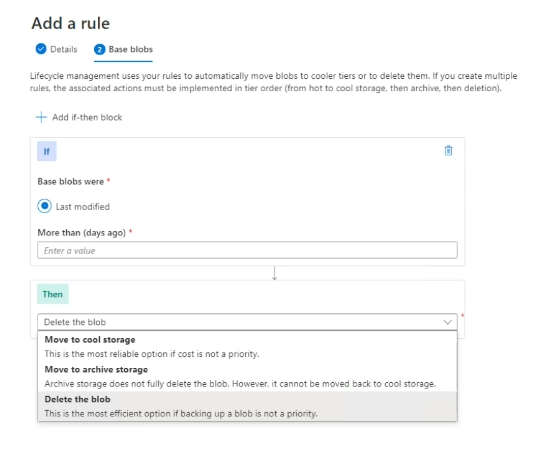 Add a rule
Details
2 Base blobs
Lifecycle management uses your rules to automatically move blobs to cooler tiers or to delete them. If you create multiple
rules, the associated actions must be implemented in tier order (from hot to cool storage, then archive, then deletion).
Add if-then block
If
Base blobs were *
Last modified
More than (days ago) *
Enter a value
Then
Delete the blob
*
Move to cool storage
This is the most reliable option if cost is not a priority.
Move to archive storage
Archive storage does not fully delete the blob. However, it cannot be moved back to cool storage.
Delete the blob
This is the most efficient option if backing up a blob is not a priority.